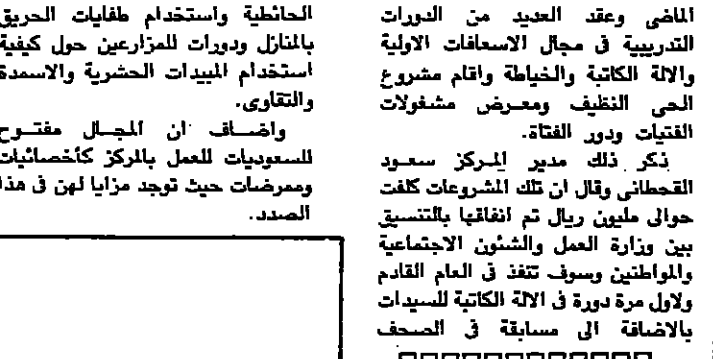 الماضى وعقد العديد من الدورات
التدريبية فى مجال الاسعافات الاولية
والالة الكاتبة والخياطة واقام مشروع
الحى النظيف ومعرض مشغولات
الفتيات ودور الفتاة.
ذكر ذلك مدير المركز سعود
القحطانى وقال ان تلك المشروعات كلفت
حوالى مليون ريال تم انفاقها بالتنسيق
بين وزارة العمل والشئون الاجتماعية
والمواطنين وسوف تنفذ فى العام القادم
ولاول مرة دورة فى الالة الكاتبة للسيدات
بالاضافة الى مسابقة فى الصحف
الحائطية واستخدام طفايات الحريق
بالمنازل ودورات للمزارعين حول كيفية
استخدام المبيدات الحشرية والاسمدة
والتقاوى.
واضاف ان المجال مفتوح
للسعوديات للعمل بالمركز كأخصائيات
وممرضات حيث توجد مزايا لهن فى هذا
الصدد.